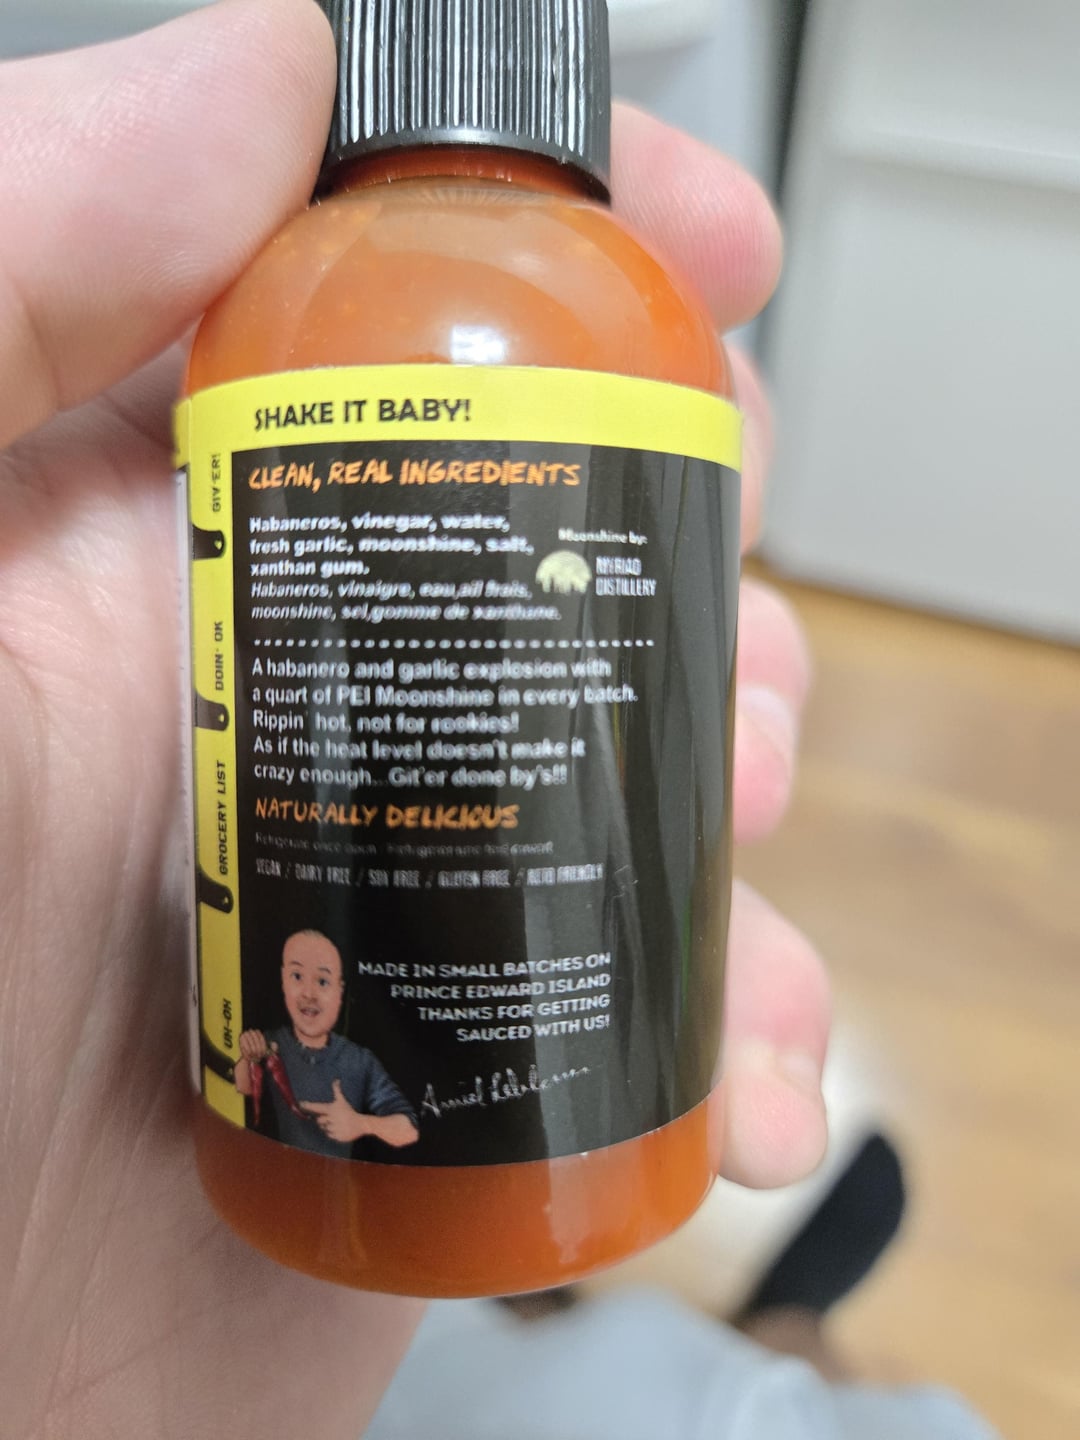 SHAKE IT BABY!
CLEAN, REAL INGREDIENTS
Habaneros, vinegar, water,
fresh garlic, moonshine, salt,
xanthan gum.
Habaneros, vinaigre, eau,ail frais,
moonshine, sel,gomme de xanthane.
Moonshine by:
MYRIAD
DISTILLERY
A habanero and garlic explosion with
a quart of PEI Moonshine in every batch.
Rippin' hot, not for rookies!
As if the heat level doesn't make it
crazy enough...Git'er done by's!!
NATURALLY DELICIOUS
Refrigerate once open.
VEGAN / DAIRY FREE / SOY FREE / GLUTEN FREE / KETO FRIENDLY
MADE IN SMALL BATCHES ON
PRINCE EDWARD ISLAND
THANKS FOR GETTING
SAUCED WITH US!
GIV'ER!
DOIN' OK
GROCERY LIST
UH-OH